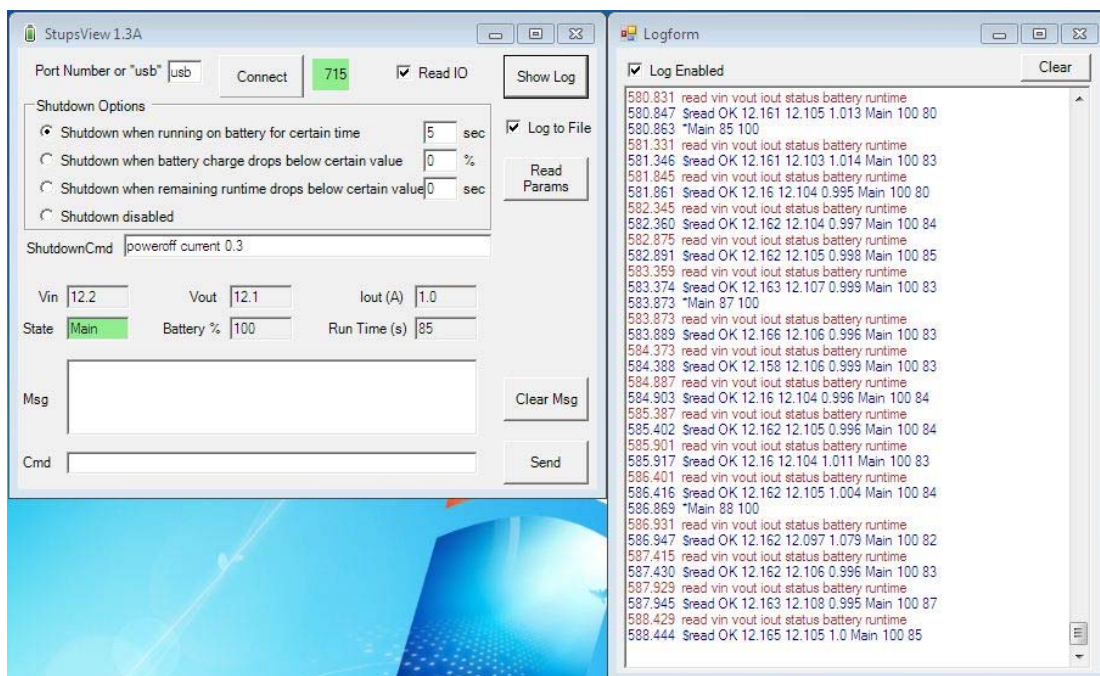 StupsView 1.3A
Port Number or "usb" usb Connect 715 Read IO Show Log
Shutdown Options
Shutdown when running on battery for certain time 5 sec Log to File
Shutdown when battery charge drops below certain value 0 %
Read Params
Shutdown when remaining runtime drops below certain value 0 sec
Shutdown disabled
ShutdownCmd poweroff current 0.3
Vin 12.2 Vout 12.1 Iout (A) 1.0
State Main Battery % 100 Run Time (s) 85
Msg Clear Msg
Cmd Send
Logform
Log Enabled Clear
580.831 read vin vout iout status battery runtime
580.847 $read OK 12.161 12.105 1.013 Main 100 80
580.863 *Main 85 100
581.331 read vin vout iout status battery runtime
581.346 $read OK 12.161 12.103 1.014 Main 100 83
581.845 read vin vout iout status battery runtime
581.861 $read OK 12.16 12.104 0.995 Main 100 80
582.345 read vin vout iout status battery runtime
582.360 $read OK 12.162 12.104 0.997 Main 100 84
582.875 read vin vout iout status battery runtime
582.891 $read OK 12.162 12.105 0.998 Main 100 85
583.359 read vin vout iout status battery runtime
583.374 $read OK 12.163 12.107 0.999 Main 100 83
583.873 *Main 87 100
583.873 read vin vout iout status battery runtime
583.889 $read OK 12.166 12.106 0.996 Main 100 83
584.373 read vin vout iout status battery runtime
584.388 $read OK 12.158 12.106 0.999 Main 100 83
584.887 read vin vout iout status battery runtime
584.903 $read OK 12.16 12.104 0.996 Main 100 84
585.387 read vin vout iout status battery runtime
585.402 $read OK 12.162 12.105 0.996 Main 100 84
585.901 read vin vout iout status battery runtime
585.917 $read OK 12.16 12.104 1.011 Main 100 83
586.401 read vin vout iout status battery runtime
586.416 $read OK 12.162 12.105 1.004 Main 100 84
586.869 *Main 88 100
586.931 read vin vout iout status battery runtime
586.947 $read OK 12.162 12.097 1.079 Main 100 82
587.415 read vin vout iout status battery runtime
587.430 $read OK 12.162 12.106 0.996 Main 100 83
587.929 read vin vout iout status battery runtime
587.945 $read OK 12.163 12.108 0.995 Main 100 87
588.429 read vin vout iout status battery runtime
588.444 $read OK 12.165 12.105 1.0 Main 100 85